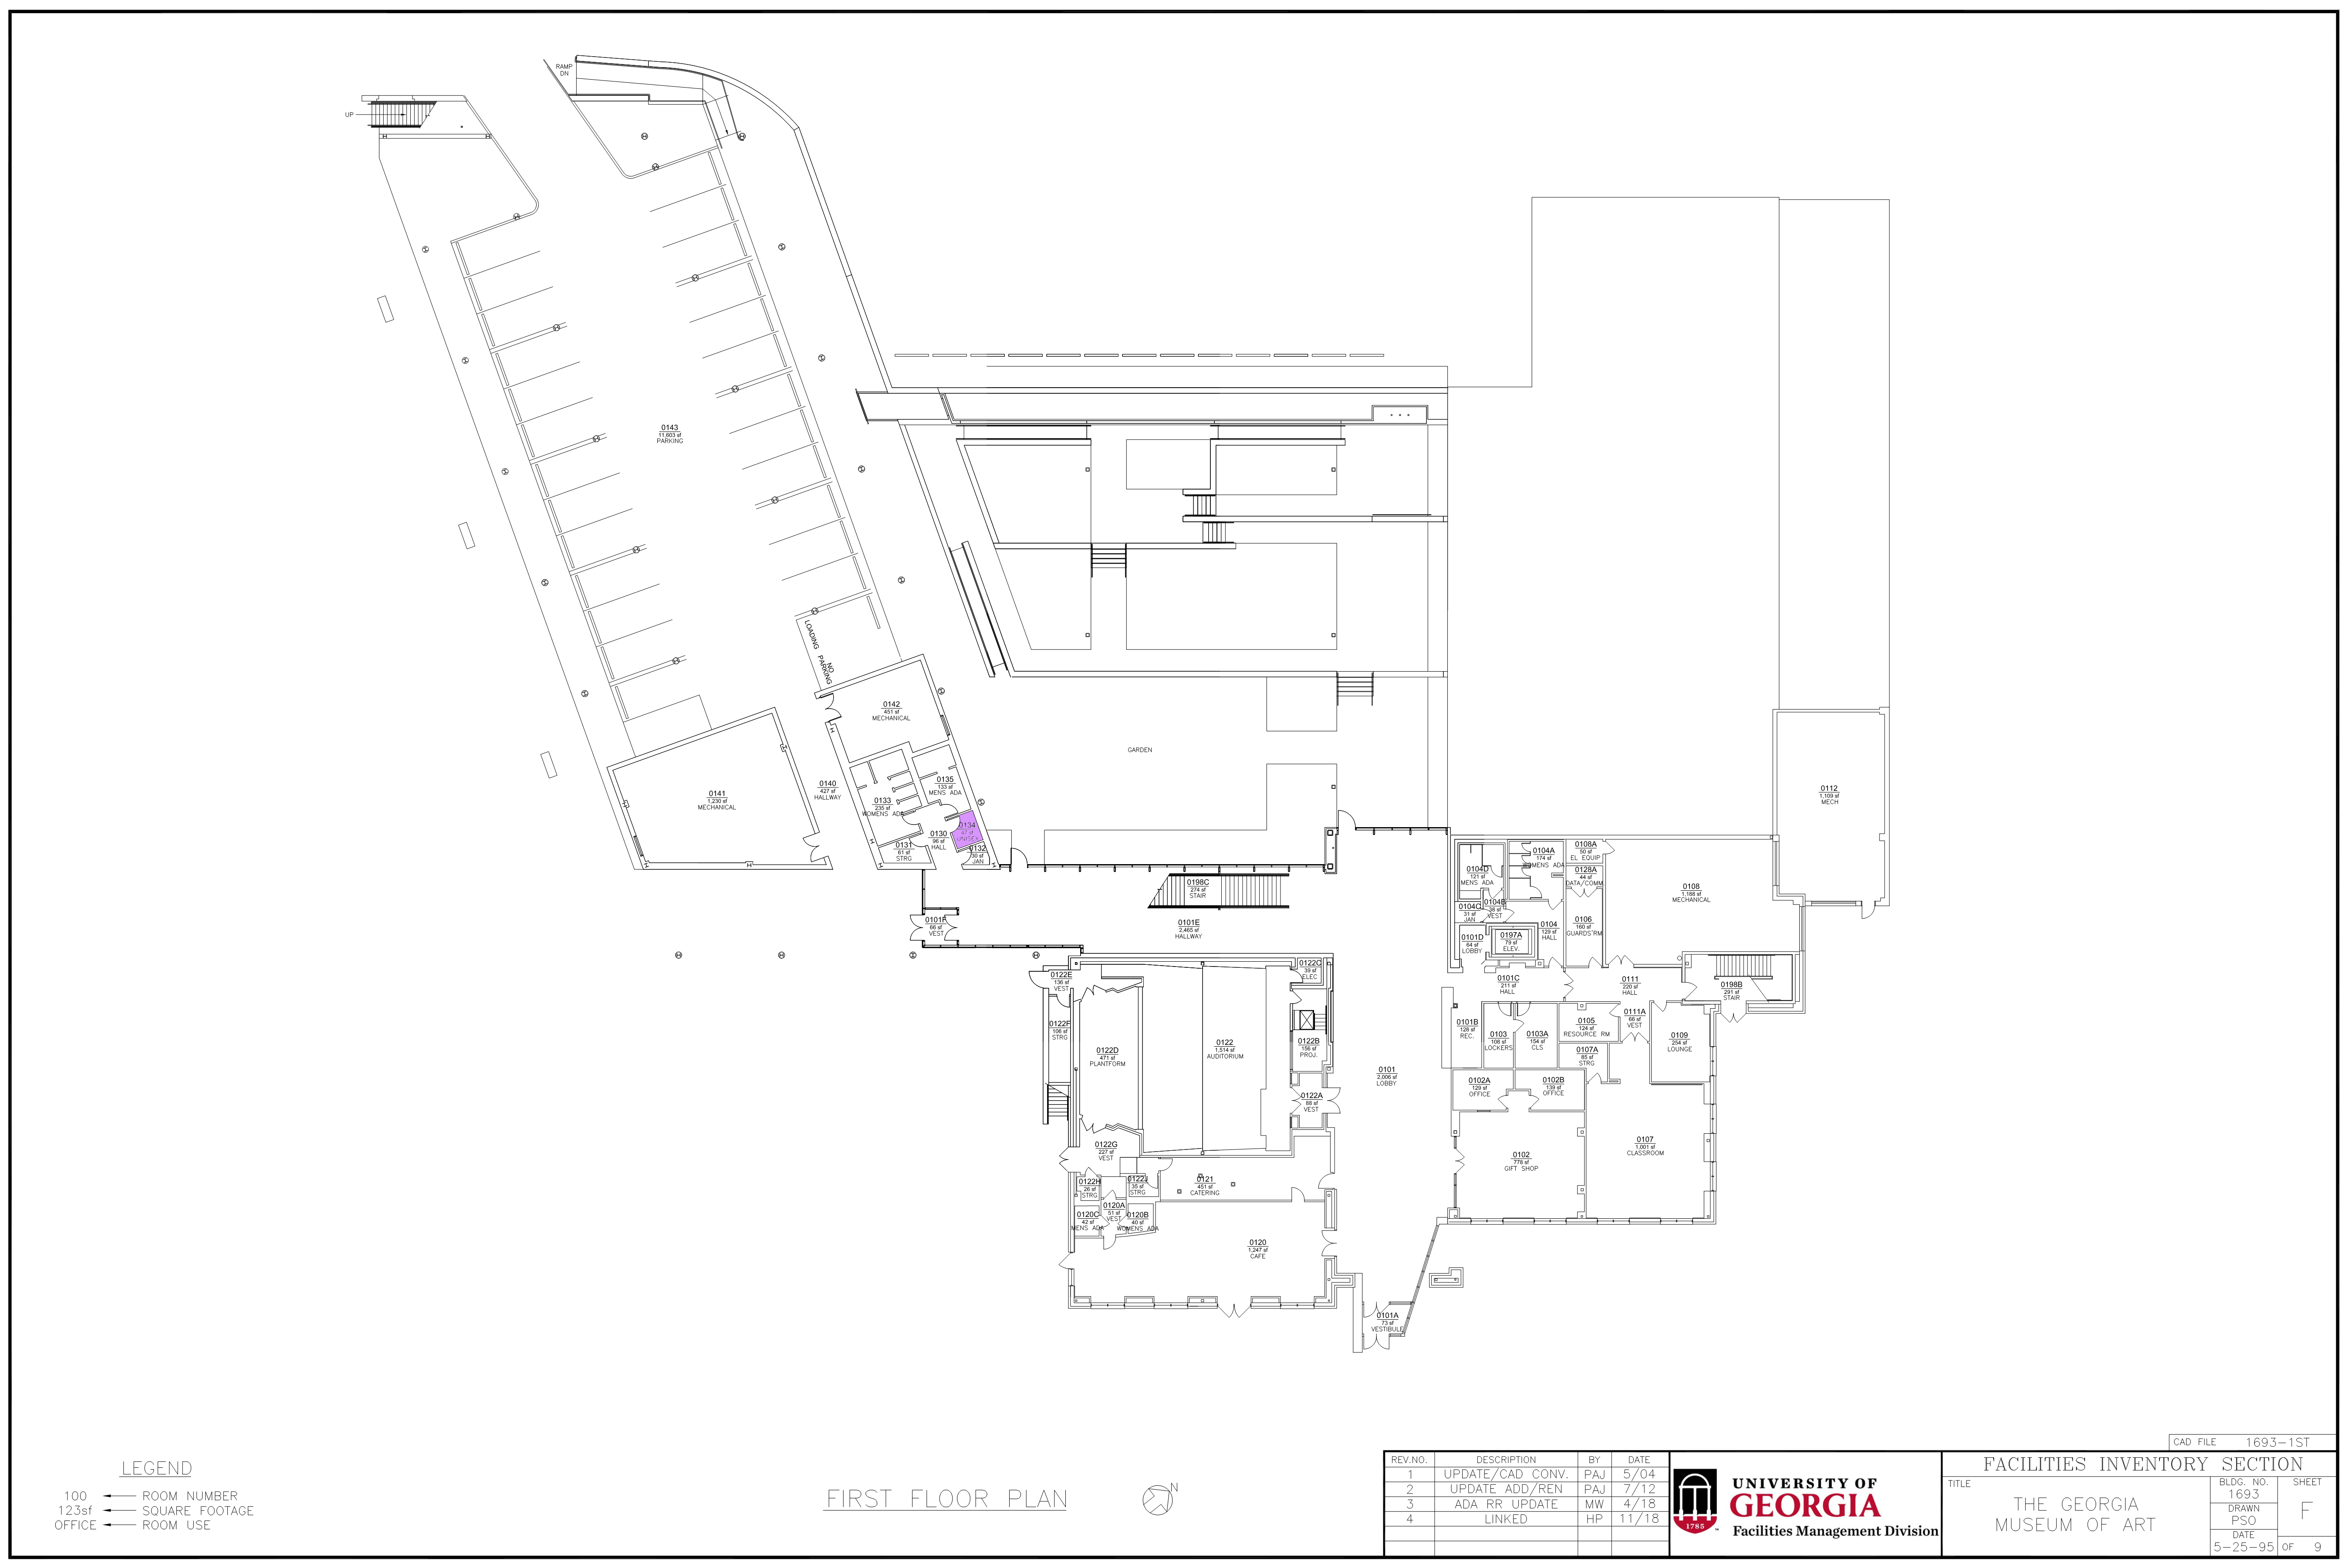 RAMP
DN
UP
0143
11,603 sf
PARKING
LOADING
NO
PARKING
0142
451 sf
MECHANICAL
GARDEN
0141
1,230 sf
MECHANICAL
0140
427 sf
HALLWAY
0135
133 sf
MENS ADA
0133
235 sf
WOMENS ADA
0134
47 sf
UNISEX
0130
96 sf
HALL
0131
61 sf
STRG
0132
30 sf
JAN
0112
1,109 sf
MECH
0198C
274 sf
STAIR
0101F
66 sf
VEST
0101E
2,465 sf
HALLWAY
0104D
121 sf
MENS ADA
0104A
174 sf
WOMENS ADA
0108A
50 sf
EL EQUIP
0128A
44 sf
DATA/COMM
0108
1,168 sf
MECHANICAL
0104C
31 sf
JAN
0104B
38 sf
VEST
0104
129 sf
HALL
0106
160 sf
GUARDS'RM
0101D
64 sf
LOBBY
0197A
79 sf
ELEV.
0122E
136 sf
VEST
0122C
39 sf
ELEC
0101C
211 sf
HALL
0111
220 sf
HALL
0198B
291 sf
STAIR
0122F
106 sf
STRG
0122D
471 sf
PLANTFORM
0122
1,514 sf
AUDITORIUM
0122B
156 sf
PROJ.
0101B
128 sf
REC.
0103
108 sf
LOCKERS
0103A
154 sf
CLS
0105
124 sf
RESOURCE RM
0111A
66 sf
VEST
0109
254 sf
LOUNGE
0107A
85 sf
STRG
0101
2,006 sf
LOBBY
0102A
129 sf
OFFICE
0102B
139 sf
OFFICE
0122A
88 sf
VEST
0122G
227 sf
VEST
0107
1,001 sf
CLASSROOM
0102
778 sf
GIFT SHOP
0122H
26 sf
STRG
0122J
35 sf
STRG
0121
451 sf
CATERING
0120C
42 sf
MENS ADA
0120A
51 sf
VEST
0120B
40 sf
WOMENS ADA
0120
1,247 sf
CAFE
0101A
73 sf
VESTIBULE
LEGEND
100 ROOM NUMBER
123sf SQUARE FOOTAGE
OFFICE ROOM USE
FIRST FLOOR PLAN
N
REV.NO. DESCRIPTION BY DATE
1 UPDATE/CAD CONV. PAJ 5/04
2 UPDATE ADD/REN PAJ 7/12
3 ADA RR UPDATE MW 4/18
4 LINKED HP 11/18
1785
UNIVERSITY OF
GEORGIA
Facilities Management Division
CAD FILE 1693-1ST
FACILITIES INVENTORY SECTION
TITLE
THE GEORGIA
MUSEUM OF ART
BLDG. NO.
1693
DRAWN
PSO
DATE
5-25-95
SHEET
F
OF 9